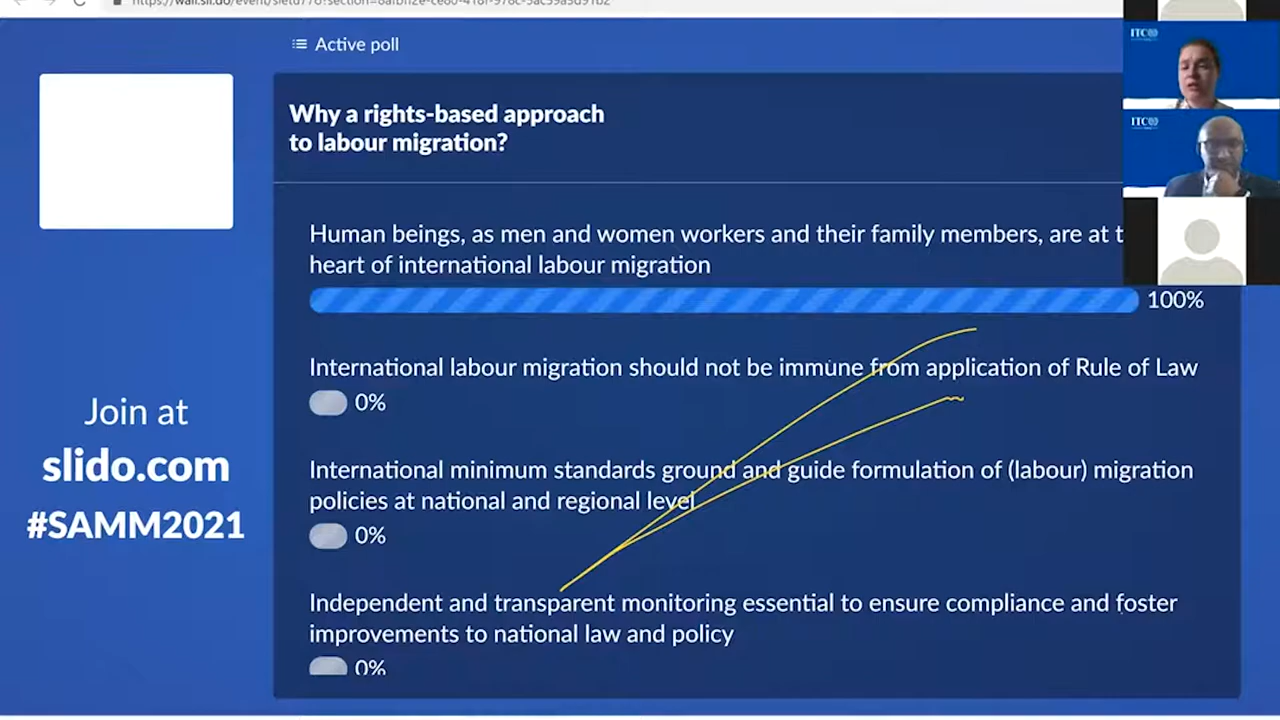 Active poll
Why a rights-based approach
to labour migration?
Human beings, as men and women workers and their family members, are at t
heart of international labour migration
100%
International labour migration should not be immune from application of Rule of Law
0%
International minimum standards ground and guide formulation of (labour) migration
policies at national and regional level
0%
Independent and transparent monitoring essential to ensure compliance and foster
improvements to national law and policy
0%
Join at
slido.com
#SAMM2021
ITC
ITC